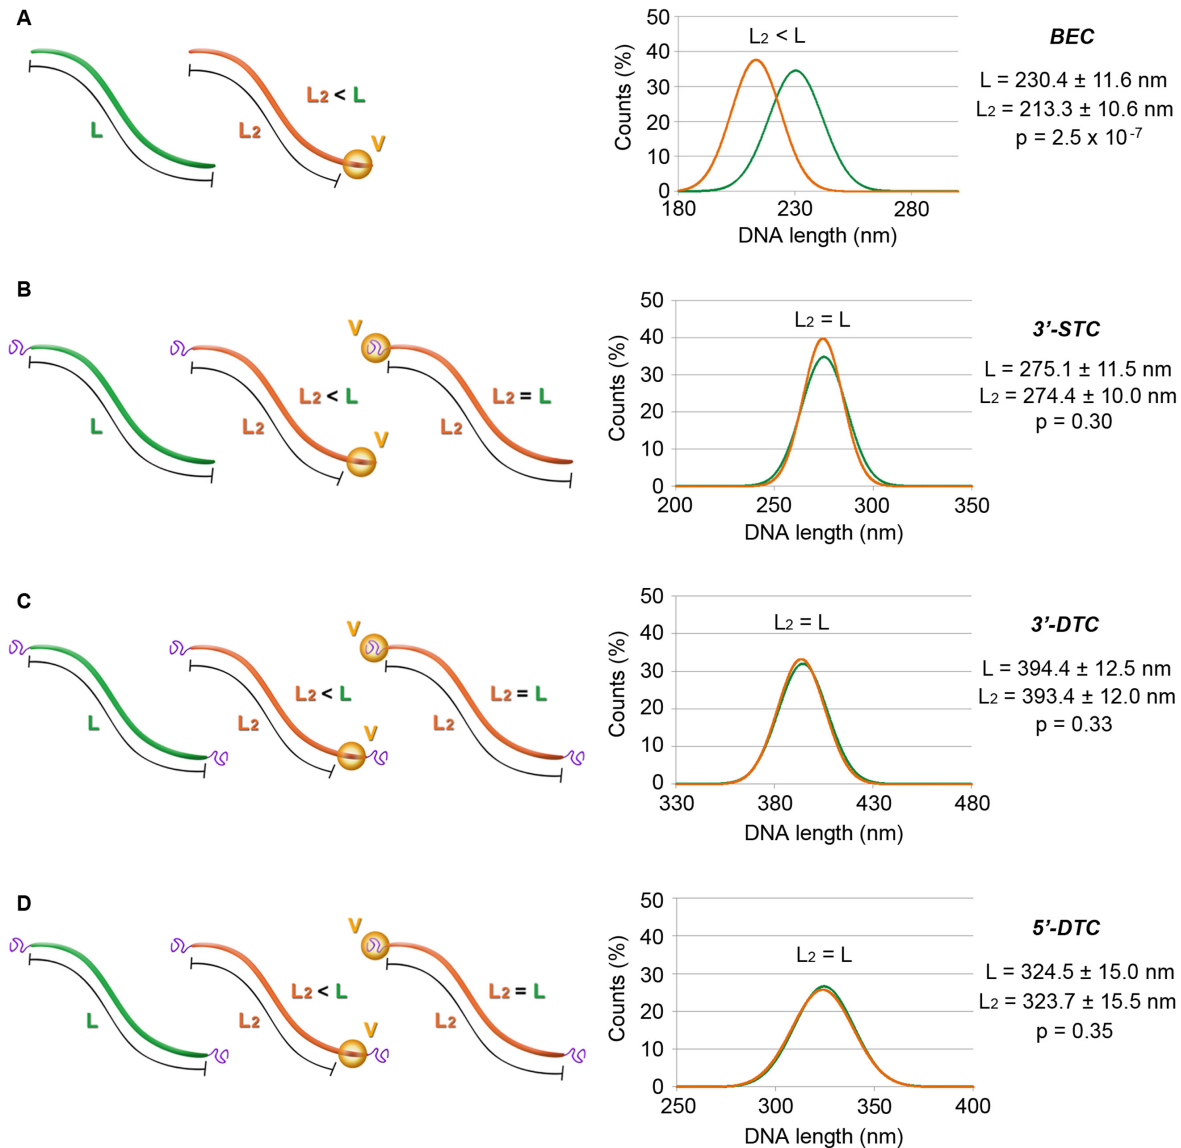 A
L
L2
L2 < L
V
50
40
30
20
10
0
Counts (%)
L2 < L
180
230
280
DNA length (nm)
BEC
L = 230.4 ± 11.6 nm
L2 = 213.3 ± 10.6 nm
p = 2.5 x 10-7
B
L
L2
L2 < L
V
V
L2
L2 = L
50
40
30
20
10
0
Counts (%)
L2 = L
200
250
300
350
DNA length (nm)
3’-STC
L = 275.1 ± 11.5 nm
L2 = 274.4 ± 10.0 nm
p = 0.30
C
L
L2
L2 < L
V
V
L2
L2 = L
50
40
30
20
10
0
Counts (%)
L2 = L
330
380
430
480
DNA length (nm)
3’-DTC
L = 394.4 ± 12.5 nm
L2 = 393.4 ± 12.0 nm
p = 0.33
D
L
L2
L2 < L
V
V
L2
L2 = L
50
40
30
20
10
0
Counts (%)
L2 = L
250
300
350
400
DNA length (nm)
5’-DTC
L = 324.5 ± 15.0 nm
L2 = 323.7 ± 15.5 nm
p = 0.35